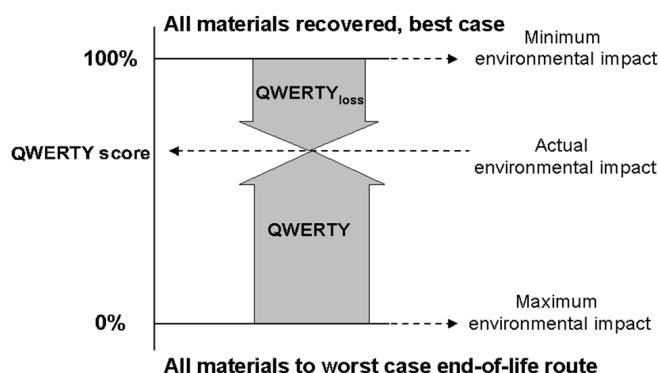 All materials recovered, best case
Minimum
environmental impact
100%
QWERTYloss
QWERTY score
Actual
environmental impact
QWERTY
0%
Maximum
environmental impact
All materials to worst case end-of-life route